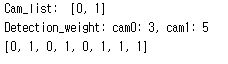 Cam_list:  [0, 1]
Detection_weight: cam0: 3, cam1: 5
[0, 1, 0, 1, 0, 1, 1, 1]